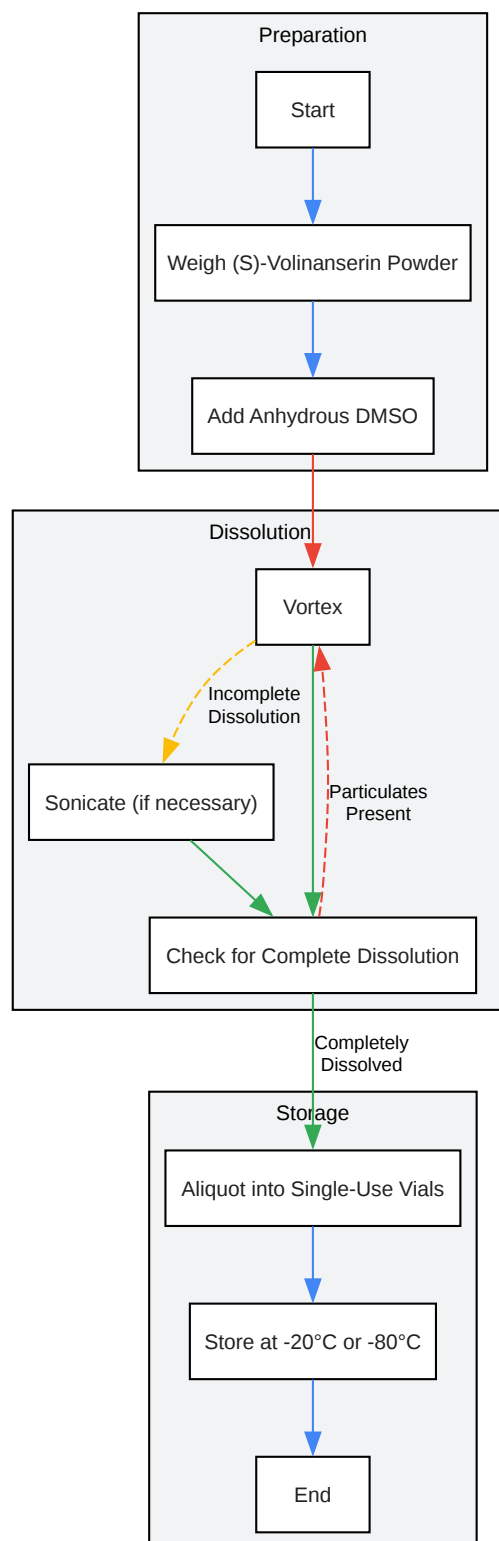 Preparation
Start
Weigh (S)-Volinanserin Powder
Add Anhydrous DMSO
Dissolution
Vortex
Incomplete
Dissolution
Sonicate (if necessary)
Particulates
Present
Check for Complete Dissolution
Completely
Dissolved
Storage
Aliquot into Single-Use Vials
Store at -20°C or -80°C
End